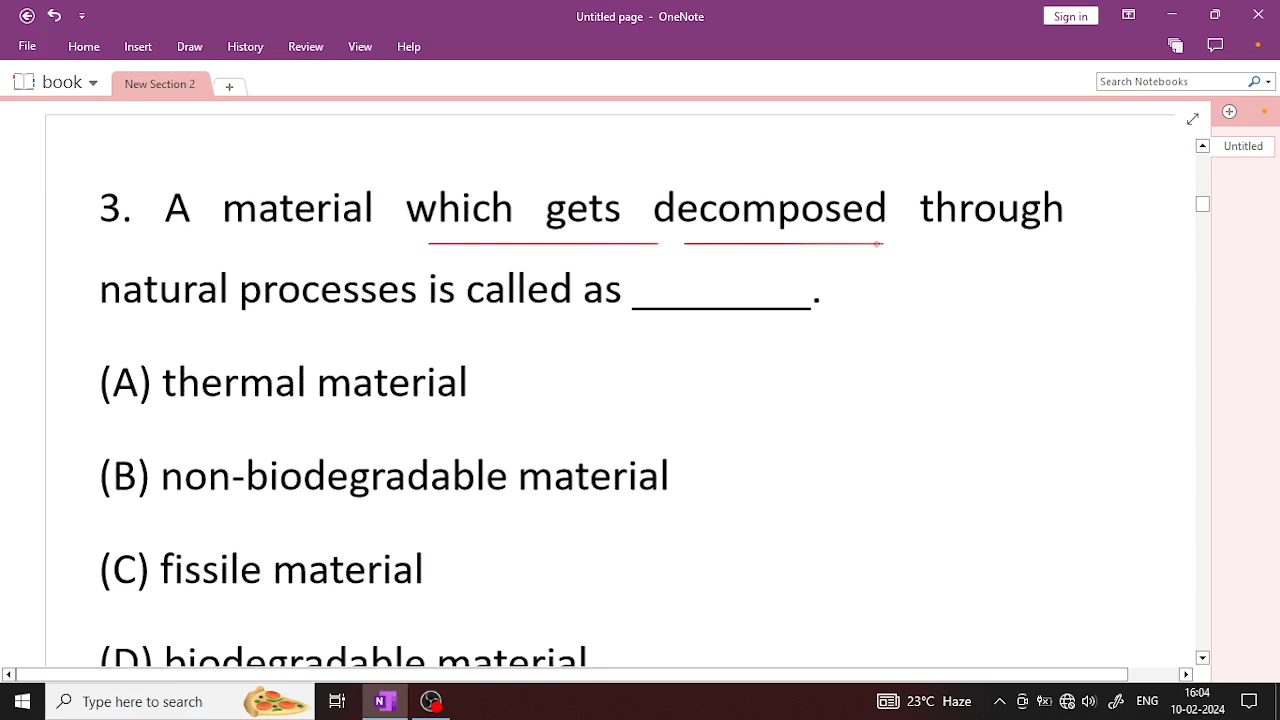 Untitled page - OneNote
Sign in
File Home Insert Draw History Review View Help
book New Section 2 +
Search Notebooks
Untitled
3. A material which gets decomposed through
natural processes is called as _________.
(A) thermal material
(B) non-biodegradable material
(C) fissile material
(D) biodegradable material
Type here to search
N
23°C Haze
ENG
16:04
10-02-2024